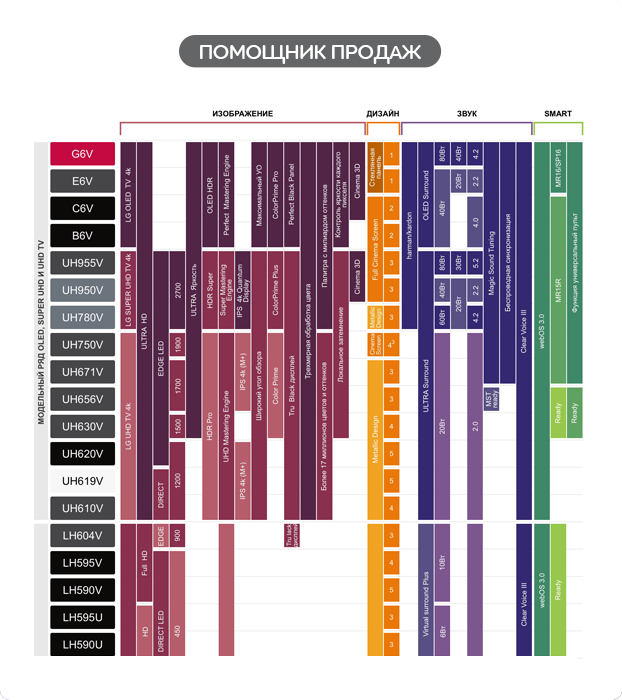 ПОМОЩНИК ПРОДАЖ
ИЗОБРАЖЕНИЕ
ДИЗАЙН
ЗВУК
SMART
МОДЕЛЬНЫЙ РЯД OLED, SUPER UHD И UHD TV
G6V
E6V
C6V
B6V
UH955V
UH950V
UH780V
UH750V
UH671V
UH656V
UH630V
UH620V
UH619V
UH610V
LH604V
LH595V
LH590V
LH595U
LH590U
LG OLED TV 4k
LG SUPER UHD TV 4k
LG UHD TV 4k
ULTRA HD
Full HD
HD
EDGE LED
DIRECT
EDGE
DIRECT LED
2700
1900
1700
1500
1200
900
450
ULTRA Яркость
OLED HDR
HDR Super
HDR Pro
Perfect Mastering Engine
Super Mastering Engine
UHD Mastering Engine
IPS 4k Quantum Display
IPS 4k (M+)
IPS 4k (M+)
Максимальный УО
Широкий угол обзора
ColorPrime Pro
ColorPrime Plus
Color Prime
Perfect Black Panel
Tru Black дисплей
Tru lack дисплей
Трехмерная обработка цвета
Палитра с милиардом оттенков
Более 17 миллионов цветов и оттенков
Контроль яркости каждого пикселя
Локальное затемнение
Cinema 3D
Cinema 3D
Стеклянная панель
Full Cinema Screen
Metallic Design
Cinema Screen
Metallic Design
1
1
2
2
3
3
3
4
3
3
4
5
5
4
3
4
5
3
3
harman/kardon
OLED Surround
ULTRA Surround
Virtual surround Plus
80Вт
40Вт
80Вт
40Вт
60Вт
20Вт
10Вт
6Вт
40Вт
20Вт
30Вт
20Вт
4.2
2.2
4.0
5.2
2.2
4.2
2.0
Magic Sound Tuning
MST ready
Беспроводная синхронизация
Clear Voice III
Clear Voice III
webOS 3.0
webOS 3.0
MR16/SP16
MR15R
Ready
Ready
Функция универсальный пульт
Ready